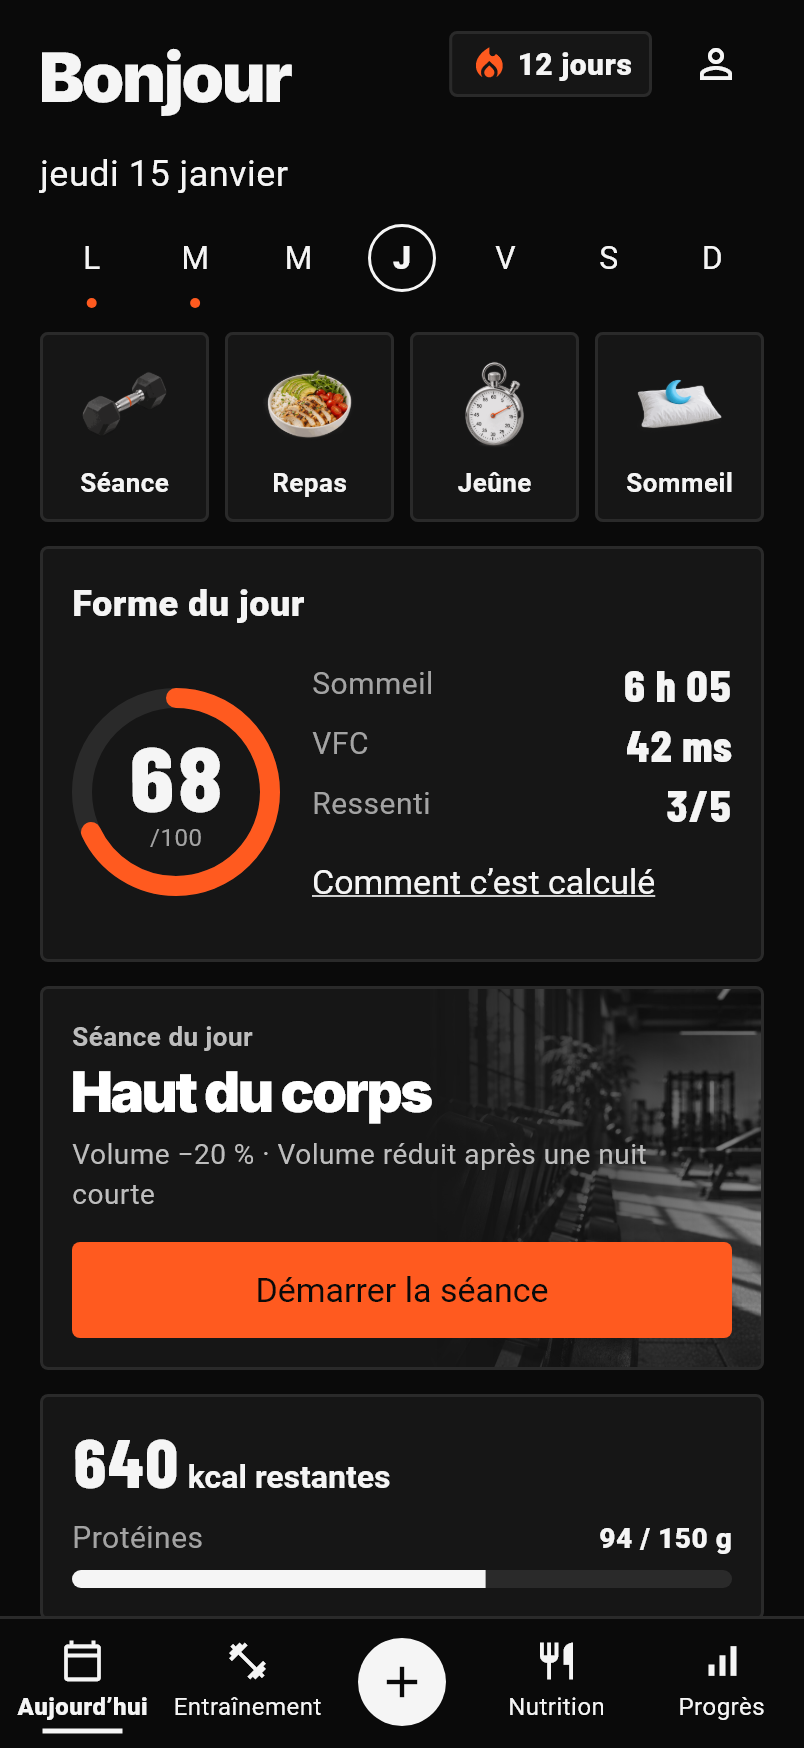 Bonjour
12 jours
jeudi 15 janvier
L M M J V S D
Séance
Repas
Jeûne
Sommeil
Forme du jour
68
/100
Sommeil 6 h 05
VFC 42 ms
Ressenti 3/5
Comment c’est calculé
Séance du jour
Haut du corps
Volume −20 % · Volume réduit après une nuit
courte
Démarrer la séance
640 kcal restantes
Protéines 94 / 150 g
Aujourd’hui
Entraînement
Nutrition
Progrès